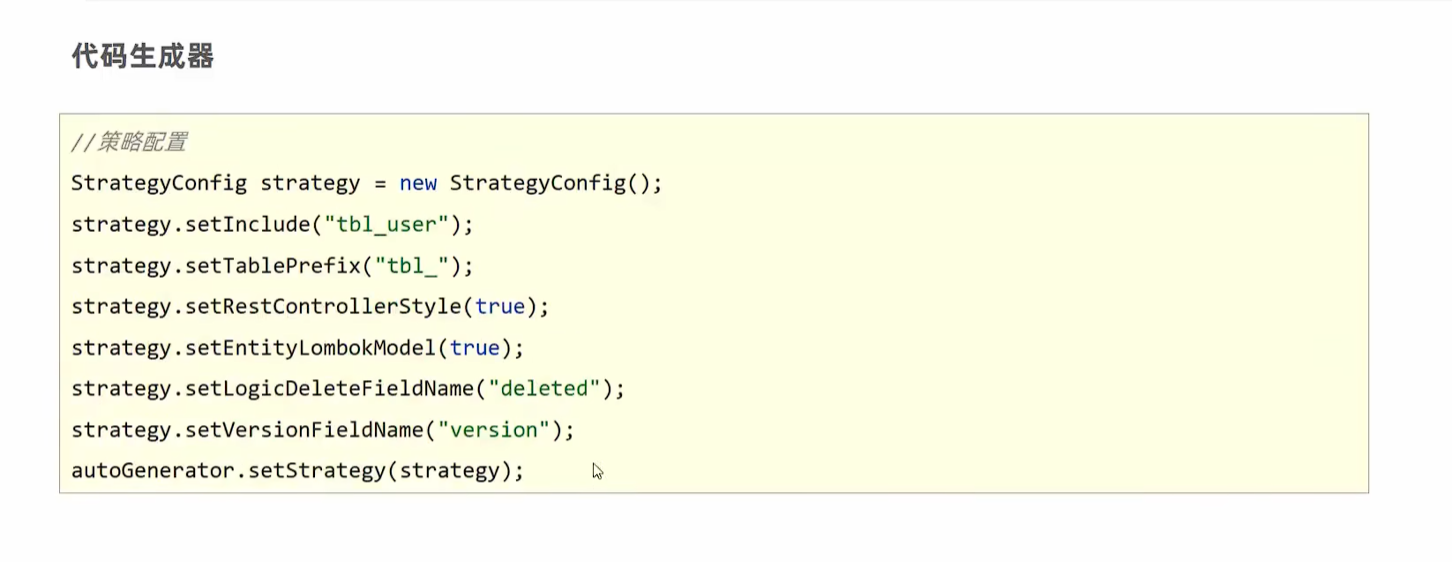 代码生成器
//策略配置
StrategyConfig strategy = new StrategyConfig();
strategy.setInclude("tbl_user");
strategy.setTablePrefix("tbl_");
strategy.setRestControllerStyle(true);
strategy.setEntityLombokModel(true);
strategy.setLogicDeleteFieldName("deleted");
strategy.setVersionFieldName("version");
autoGenerator.setStrategy(strategy);